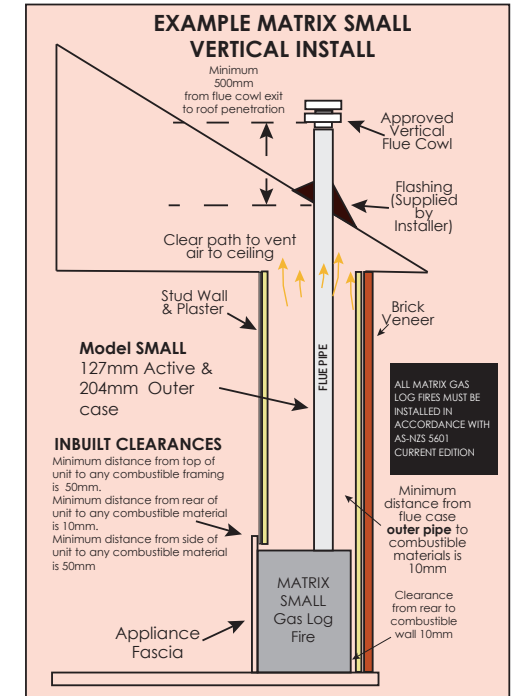 EXAMPLE MATRIX SMALL
VERTICAL INSTALL
Minimum
500mm
from flue cowl exit
to roof penetration
Approved
Vertical
Flue Cowl
Flashing
(Supplied
by
Installer)
Clear path to vent
air to ceiling
Stud Wall
& Plaster
Brick
Veneer
Model SMALL
127mm Active &
204mm Outer
case
FLUE PIPE
ALL MATRIX GAS
LOG FIRES MUST BE
INSTALLED IN
ACCORDANCE WITH
AS-NZS 5601
CURRENT EDITION
INBUILT CLEARANCES
Minimum distance from top of
unit to any combustible framing
is 50mm.
Minimum distance from rear of
unit to any combustible material
is 10mm.
Minimum distance from side of
unit to any combustible material
is 50mm
Minimum
distance from
flue case
outer pipe to
combustible
materials is
10mm
MATRIX
SMALL
Gas Log
Fire
Clearance
from rear to
combustible
wall 10mm
Appliance
Fascia